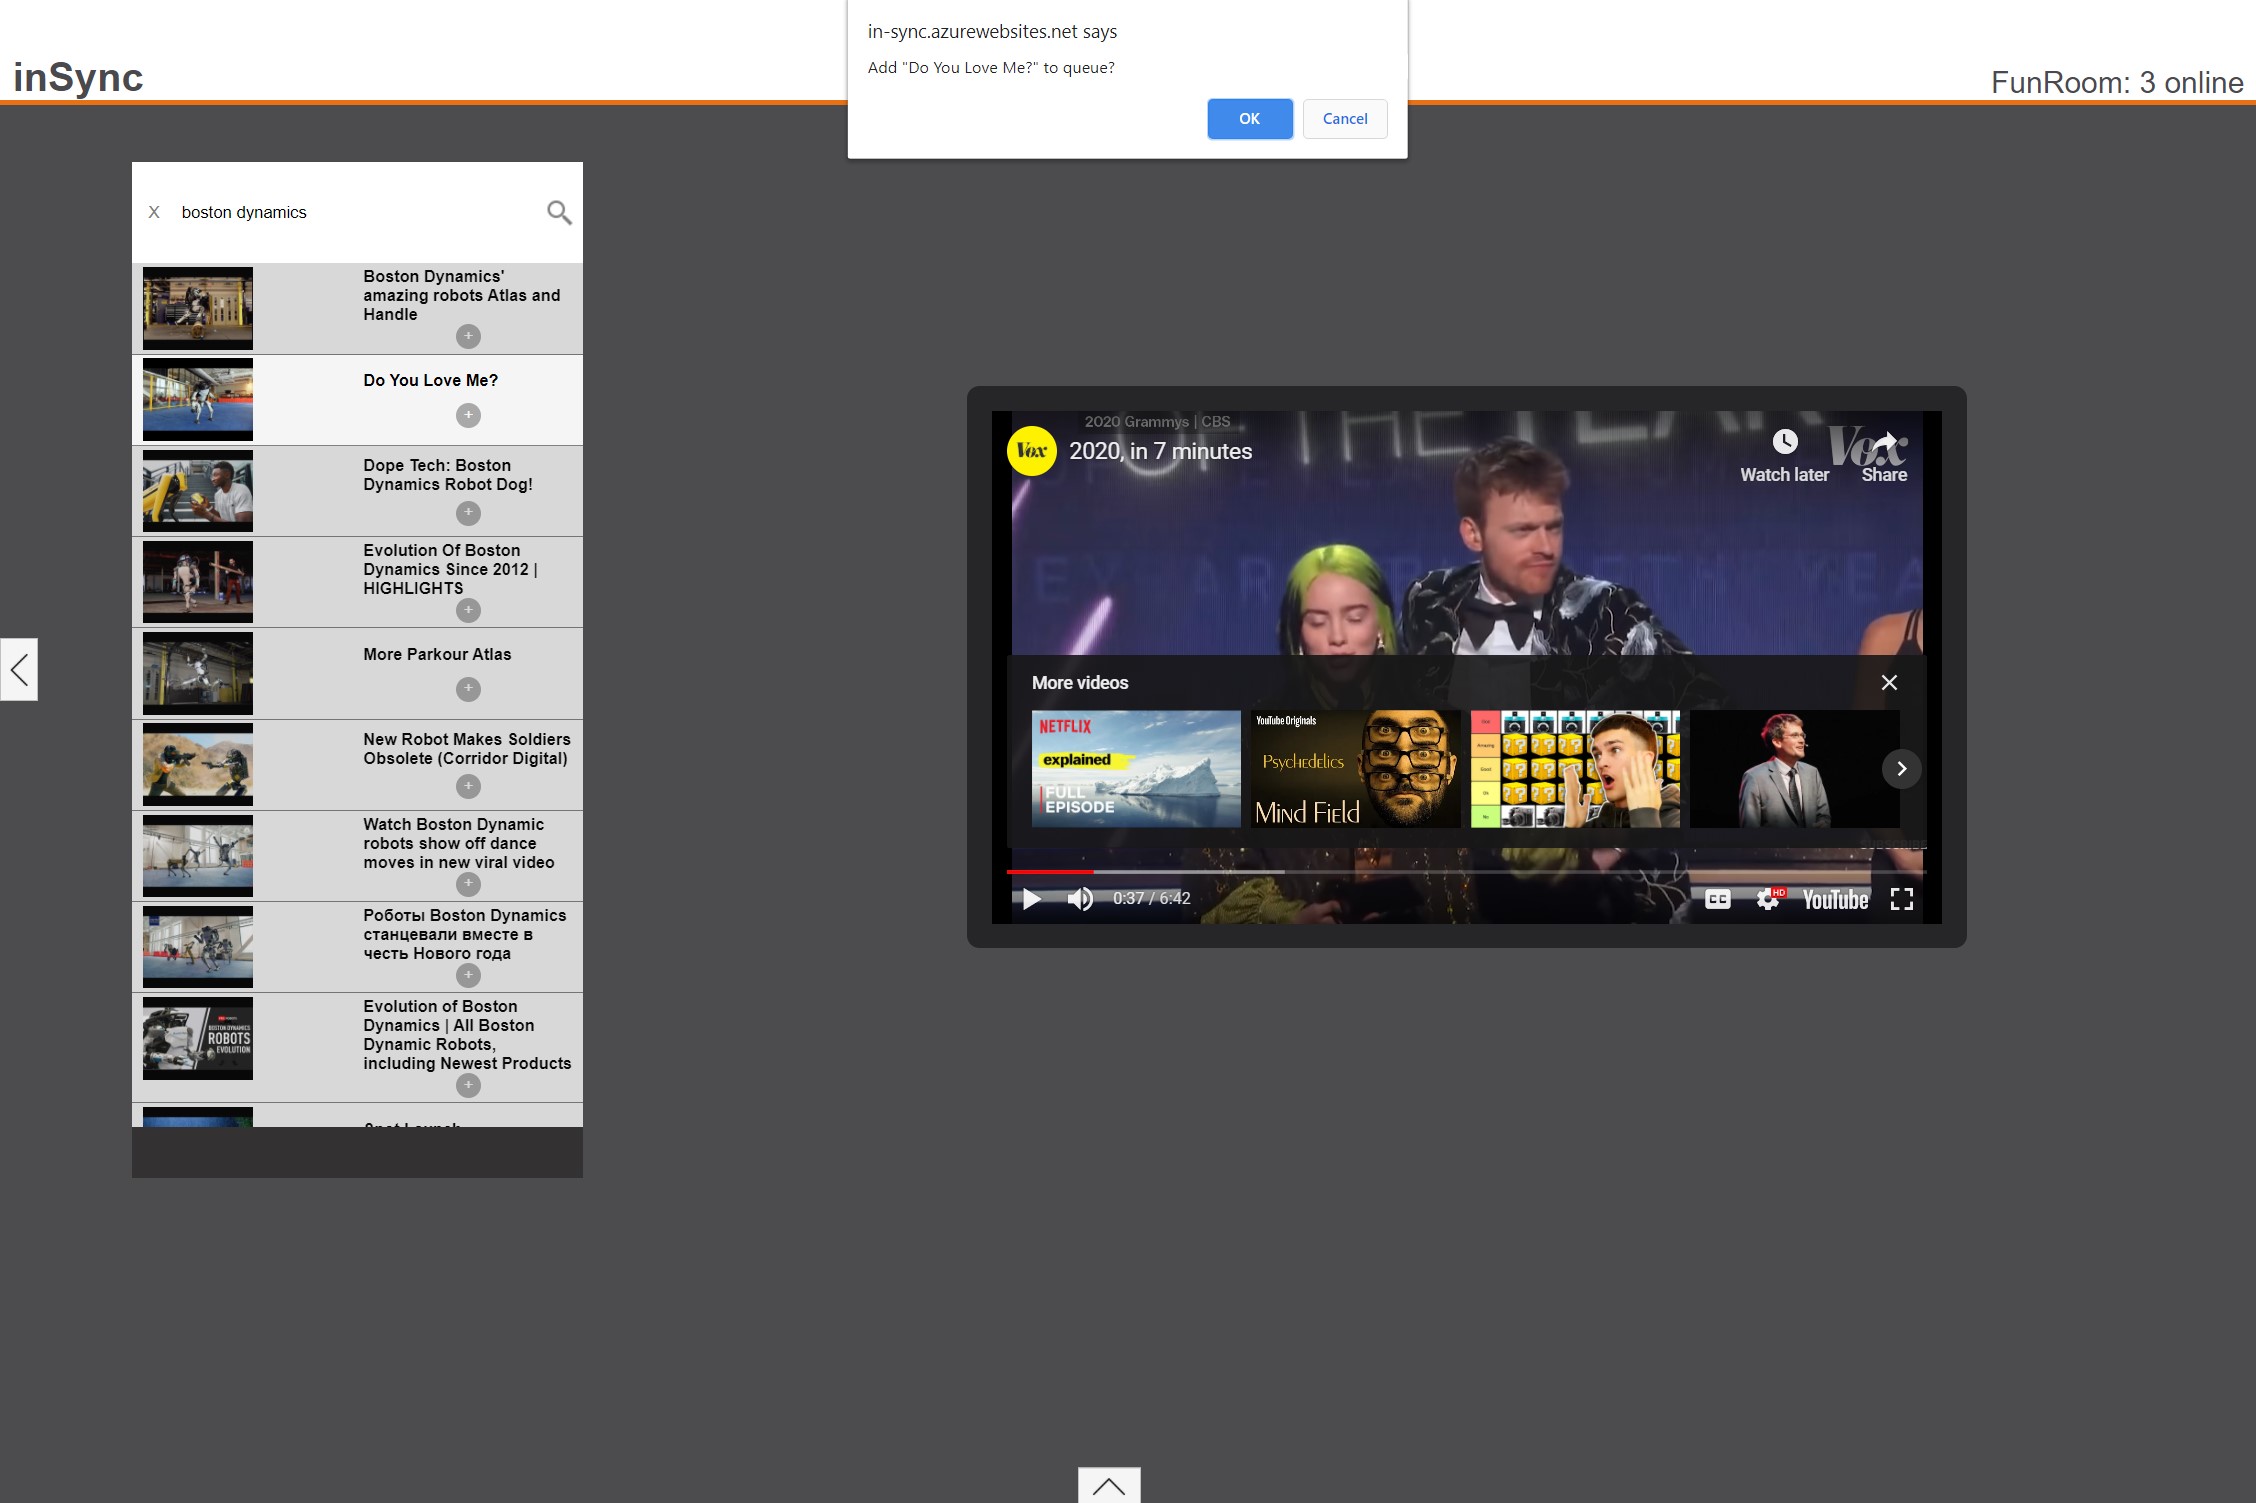 in-sync.azurewebsites.net says
Add "Do You Love Me?" to queue?
OK
Cancel
inSync
FunRoom: 3 online
X
boston dynamics
Boston Dynamics'
amazing robots Atlas and
Handle
+
Do You Love Me?
+
Dope Tech: Boston
Dynamics Robot Dog!
+
Evolution Of Boston
Dynamics Since 2012 |
HIGHLIGHTS
+
More Parkour Atlas
+
New Robot Makes Soldiers
Obsolete (Corridor Digital)
+
Watch Boston Dynamic
robots show off dance
moves in new viral video
+
Роботы Boston Dynamics
станцевали вместе в
честь Нового года
+
BOSTON DYNAMICS
ROBOTS
EVOLUTION
Evolution of Boston
Dynamics | All Boston
Dynamic Robots,
including Newest Products
+
Spot Launch
2020 Grammys | CBS
Vox
2020, in 7 minutes
Vox
Watch later
Share
More videos
NETFLIX
explained
FULL
EPISODE
YouTube Originals
Psychedelics
Mind Field
0:37 / 6:42
CC
HD
YouTube